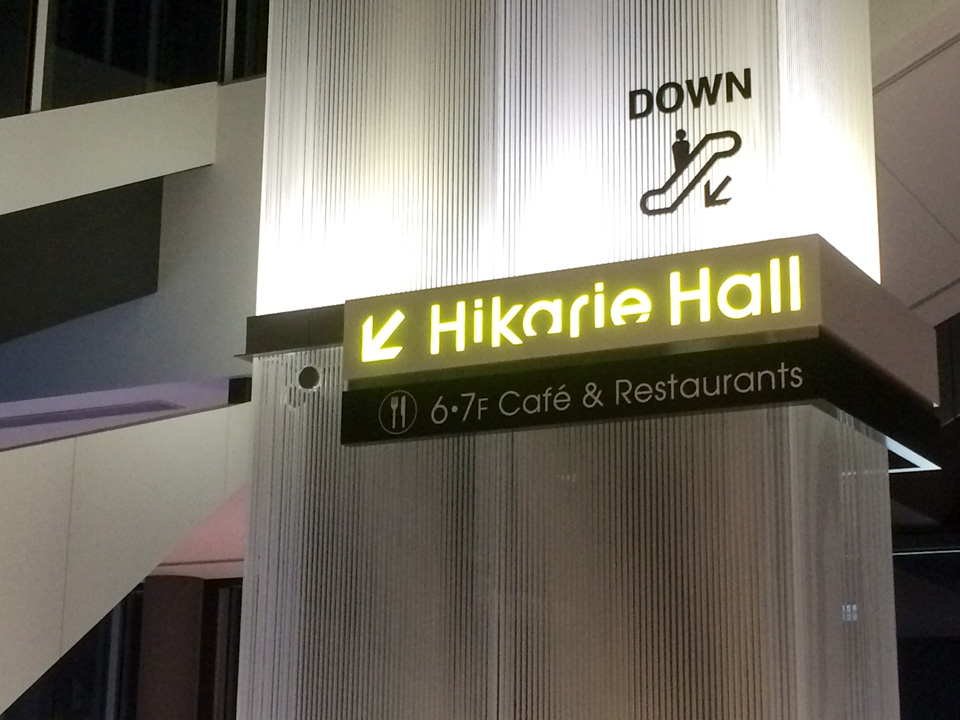 DOWN
Hikarie Hall
6•7F Café & Restaurants